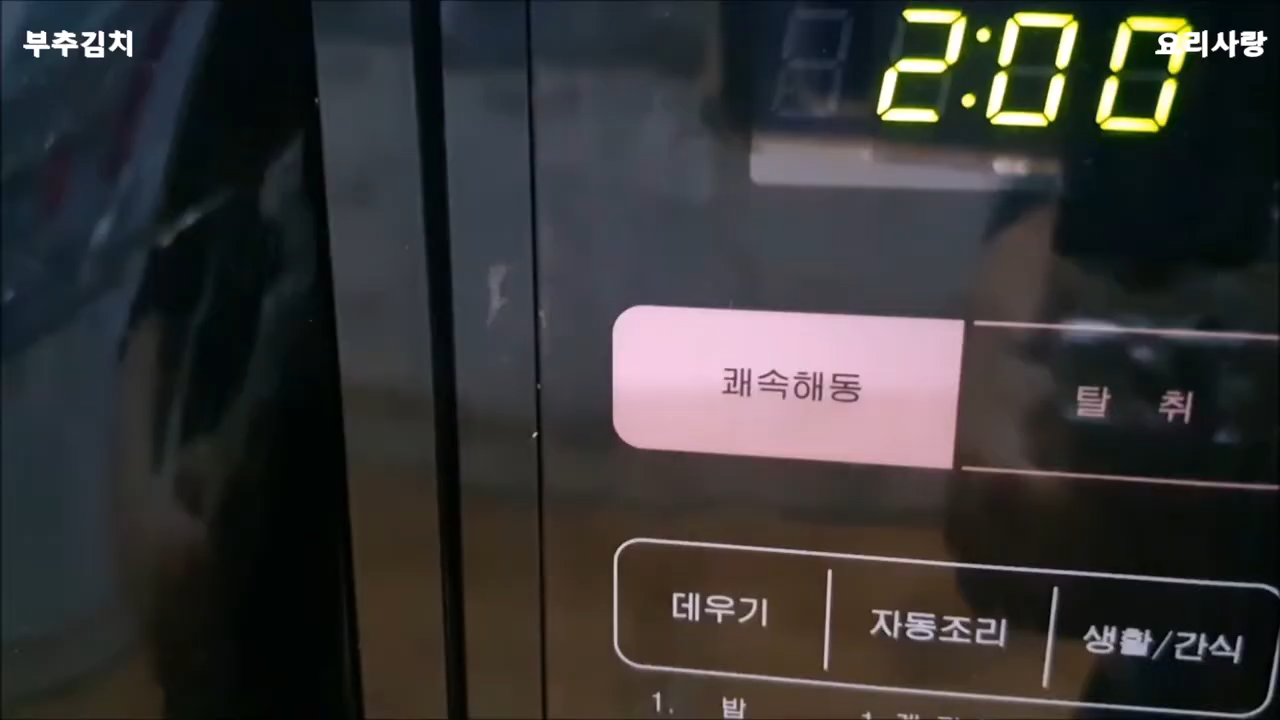 부추김치
요리사랑
2:00
쾌속해동
탈 취
데우기
자동조리
생활/간식
1. 밥